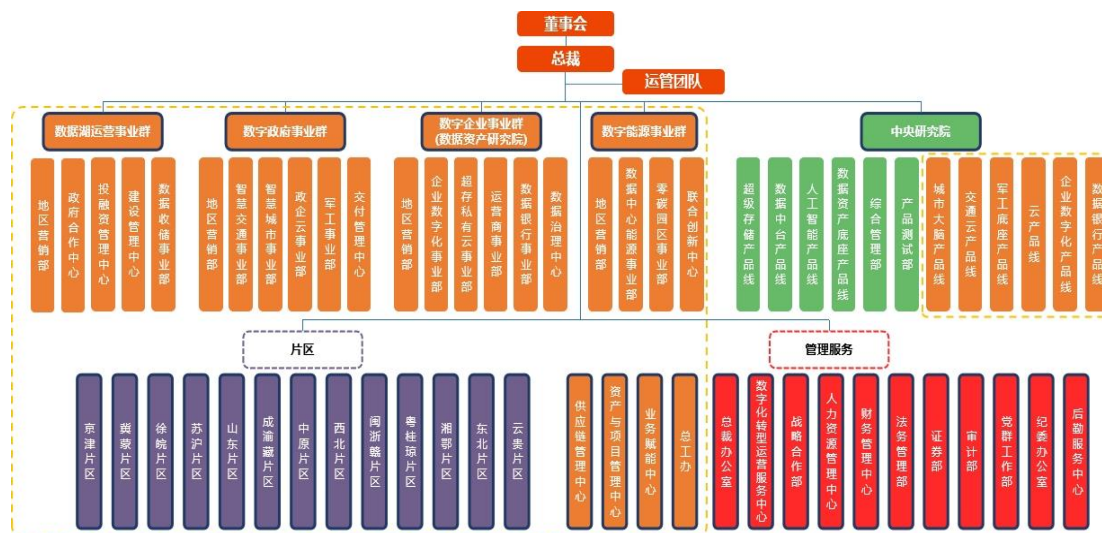 董事会
总裁
运管团队
数据湖运营事业群
数字政府事业群
数字企业事业群
(数据资产研究院)
数字能源事业群
中央研究院
地区营销部
政府合作中心
投融资管理中心
建设管理中心
数据收储事业部
地区营销部
智慧交通事业部
智慧城市事业部
政企云事业部
军工事业部
交付管理中心
地区营销部
企业数字化事业部
超存私有云事业部
运营商事业部
数据银行事业部
数据治理中心
地区营销部
数据中心能源事业部
零碳园区事业部
联合创新中心
超级存储产品线
数据中台产品线
人工智能产品线
数据资产底座产品线
综合管理部
产品测试部
城市大脑产品线
交通云产品线
军工底座产品线
云产品线
企业数字化产品线
数据银行产品线
片区
管理服务
京津片区
冀蒙片区
徐皖片区
苏沪片区
山东片区
成渝藏片区
中原片区
西北片区
闽浙赣片区
粤桂琼片区
湘鄂片区
东北片区
云贵片区
供应链管理中心
资产与项目管理中心
业务赋能中心
总工办
总裁办公室
数字化转型运营服务中心
战略合作部
人力资源管理中心
财务管理中心
法务管理部
证券部
审计部
党群工作部
纪委办公室
后勤服务中心